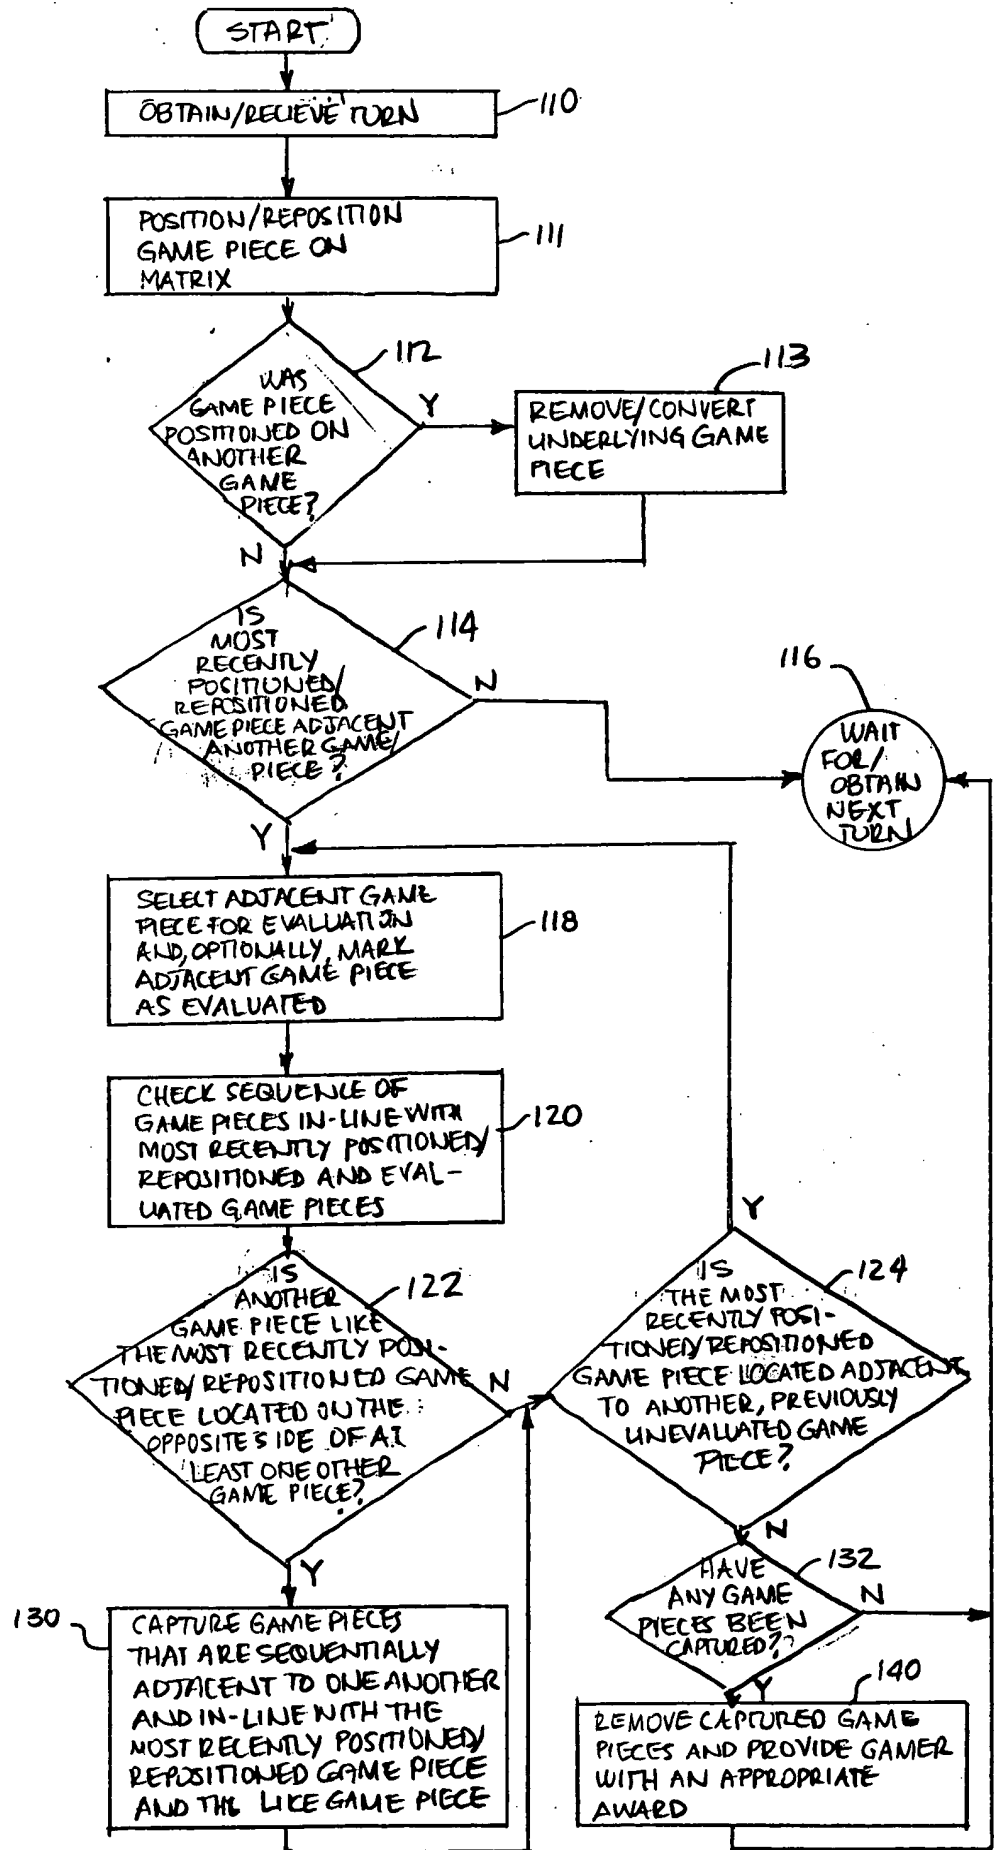 START
OBTAIN/RECIEVE TURN
110
POSITION/REPOSITION
GAME PIECE ON
MATRIX
111
112
WAS
GAME PIECE
POSITIONED ON
ANOTHER
GAME
PIECE?
Y
N
113
REMOVE/CONVERT
UNDERLYING GAME
PIECE
114
IS
MOST
RECENTLY
POSITIONED/
REPOSITIONED
GAME PIECE ADJACENT
ANOTHER GAME
PIECE?
N
Y
116
WAIT
FOR/
OBTAIN
NEXT
TURN
SELECT ADJACENT GAME
PIECE FOR EVALUATION
AND, OPTIONALLY, MARK
ADJACENT GAME PIECE
AS EVALUATED
118
CHECK SEQUENCE OF
GAME PIECES IN-LINE WITH
MOST RECENTLY POSITIONED/
REPOSITIONED AND EVAL-
UATED GAME PIECES
120
122
IS
ANOTHER
GAME PIECE LIKE
THE MOST RECENTLY POSI-
TIONED/REPOSITIONED GAME
PIECE LOCATED ON THE
OPPOSITE SIDE OF AT
LEAST ONE OTHER
GAME PIECE?
N
Y
Y
124
IS
THE MOST
RECENTLY POSI-
TIONED/REPOSITIONED
GAME PIECE LOCATED ADJACENT
TO ANOTHER, PREVIOUSLY
UNEVALUATED GAME
PIECE?
N
132
HAVE
ANY GAME
PIECES BEEN
CAPTURED?
N
Y
130
CAPTURE GAME PIECES
THAT ARE SEQUENTIALLY
ADJACENT TO ONE ANOTHER
AND IN-LINE WITH THE
MOST RECENTLY POSITIONED/
REPOSITIONED GAME PIECE
AND THE LIKE GAME PIECE
140
REMOVE CAPTURED GAME
PIECES AND PROVIDE GAMER
WITH AN APPROPRIATE
AWARD